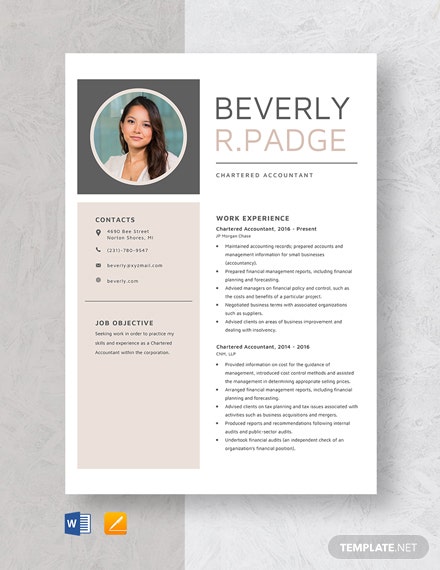 BEVERLY
R.PADGE
CHARTERED ACCOUNTANT
CONTACTS
4690 Bee Street
Norton Shores, MI
(231)-780-9547
beverly@xyzmail.com
beverly.com
JOB OBJECTIVE
Seeking work in order to practice my
skills and experience as a Chartered
Accountant within the corporation.
WORK EXPERIENCE
Chartered Accountant, 2016 - Present
JP Morgan Chase
• Maintained accounting records; prepared accounts and
management information for small businesses
(accountancy).
• Prepared financial management reports, including financial
planning and forecasting.
• Advised managers on financial policy and control, such as
the costs and benefits of a particular project.
• Negotiated business terms with associated organizations
such as suppliers.
• Advised clients on areas of business improvement and
dealing with insolvency.
Chartered Accountant, 2014 - 2016
CNM, LLP
• Provided information on cost for the guidance of
management, introduced cost control methods and assisted
the management in determining appropriate selling prices.
• Arranged financial management reports, including financial
planning and forecasting.
• Advised clients on tax planning and tax issues associated with
activities such as business acquisitions and mergers.
• Produced reports and recommendations following internal
audits and public-sector audits.
• Undertook financial audits (an independent check of an
organization's financial position).
W
TEMPLATE.NET